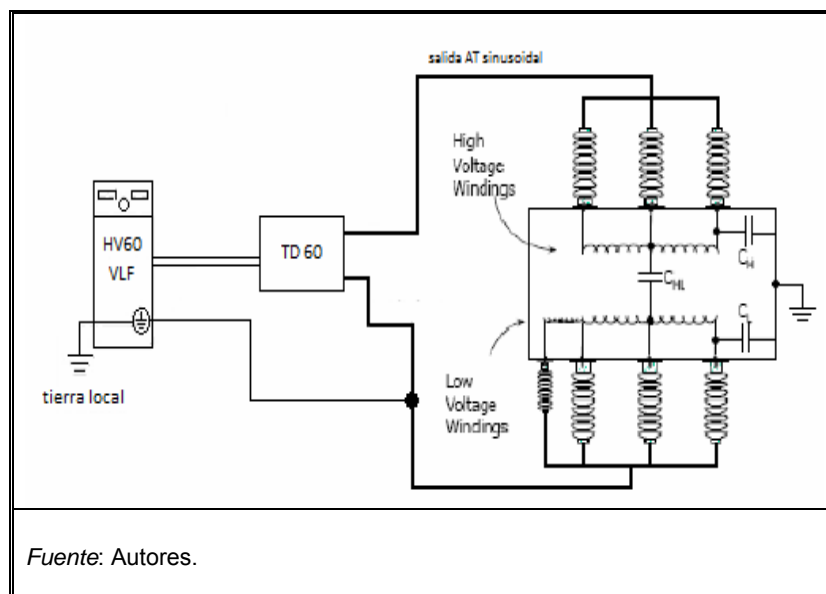 salida AT sinusoidal
High
Voltage
Windings
HV60
VLF
TD 60
C_H
C_HL
C_L
tierra local
Low
Voltage
Windings
Fuente: Autores.